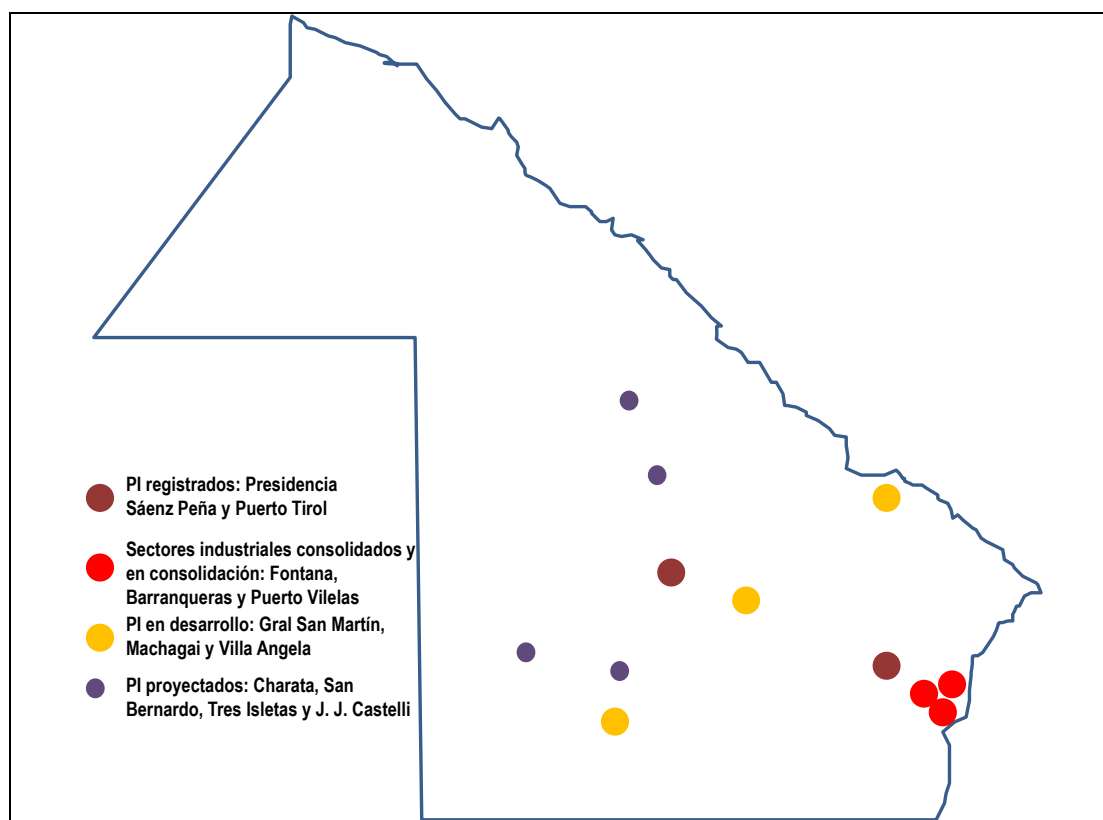 PI registrados: Presidencia
Sáenz Peña y Puerto Tirol
Sectores industriales consolidados y
en consolidación: Fontana,
Barranqueras y Puerto Vilelas
PI en desarrollo: Gral San Martín,
Machagai y Villa Angela
PI proyectados: Charata, San
Bernardo, Tres Isletas y J. J. Castelli